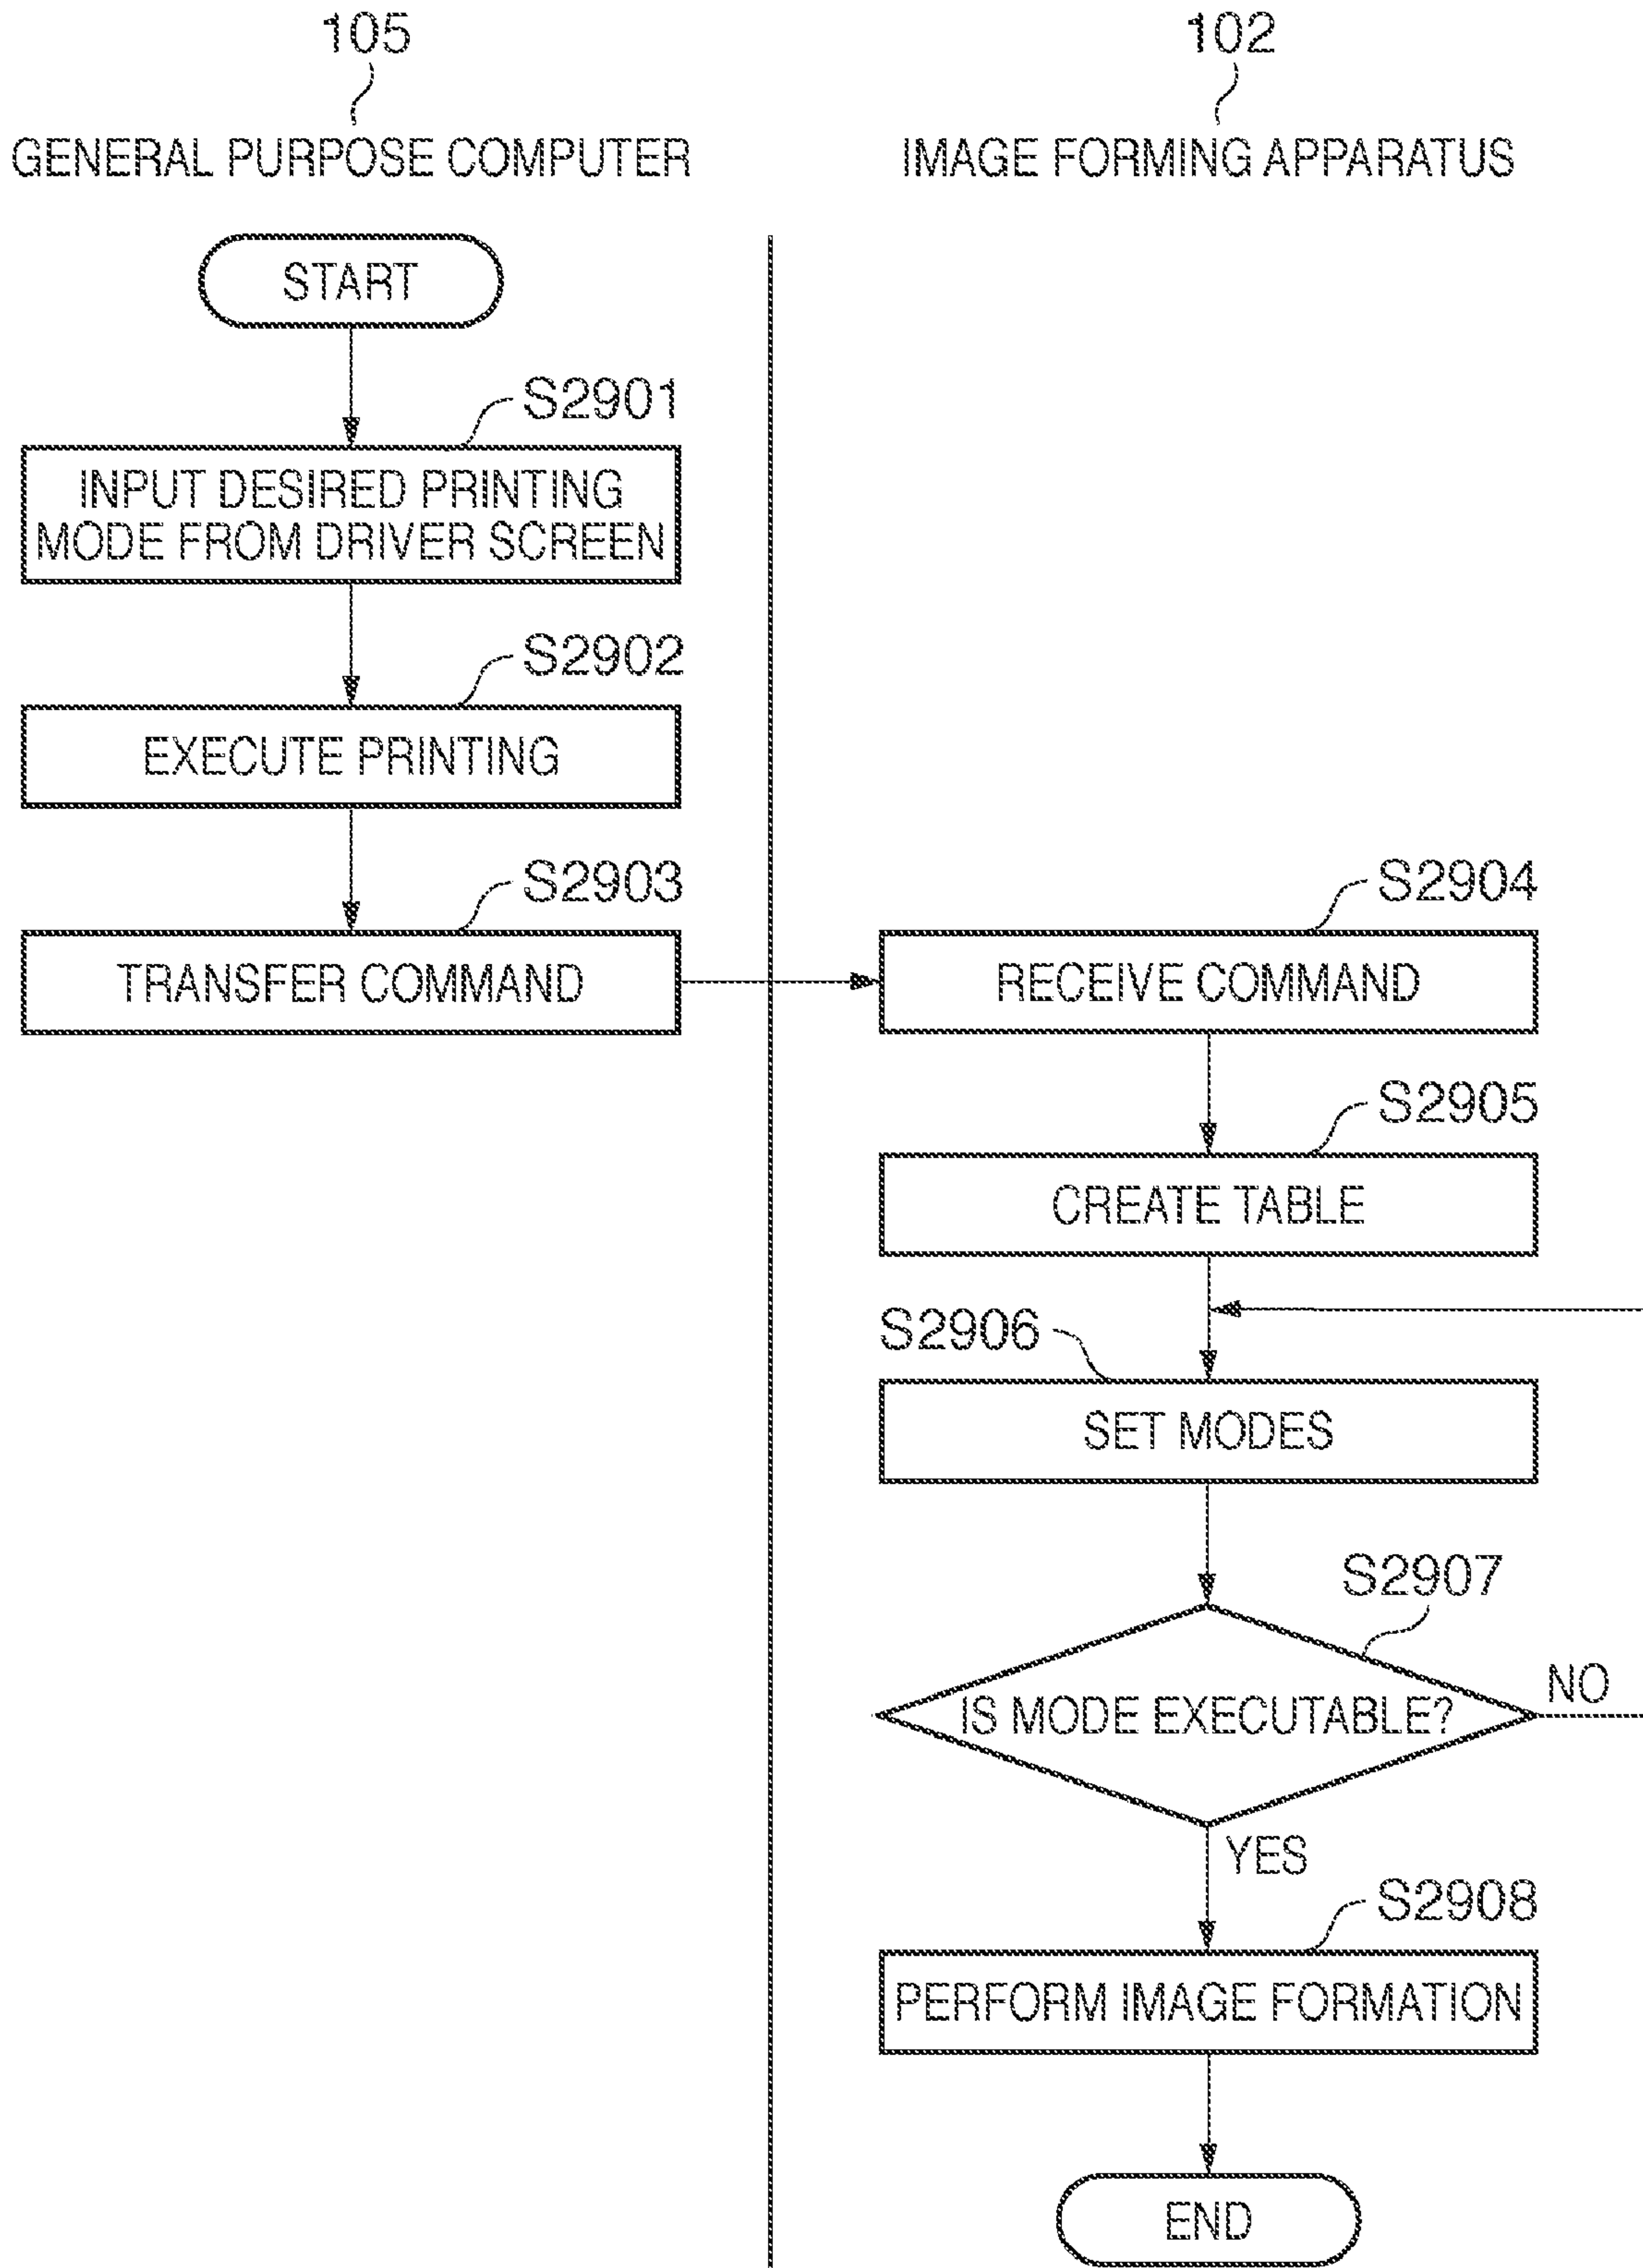 105
GENERAL PURPOSE COMPUTER
START
S2901
INPUT DESIRED PRINTING
MODE FROM DRIVER SCREEN
S2902
EXECUTE PRINTING
S2903
TRANSFER COMMAND
102
IMAGE FORMING APPARATUS
S2904
RECEIVE COMMAND
S2905
CREATE TABLE
S2906
SET MODES
S2907
IS MODE EXECUTABLE?
NO
YES
S2908
PERFORM IMAGE FORMATION
END